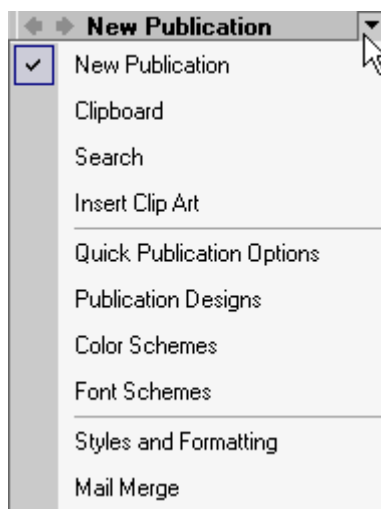 New Publication
New Publication
Clipboard
Search
Insert Clip Art
Quick Publication Options
Publication Designs
Color Schemes
Font Schemes
Styles and Formatting
Mail Merge